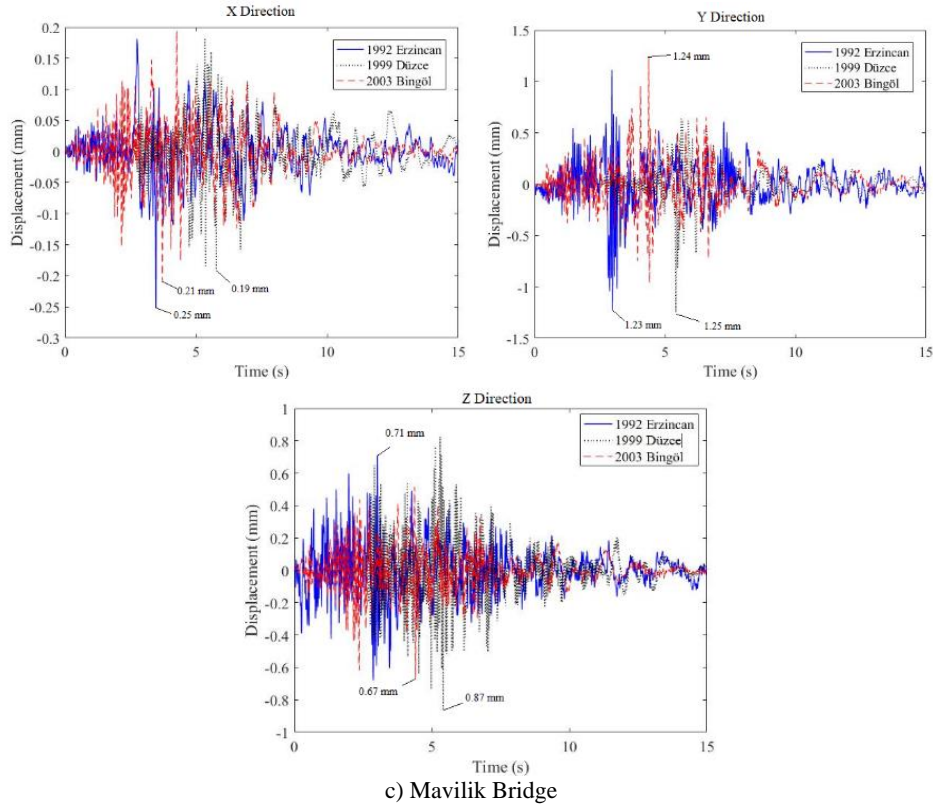 X Direction
0.2
0.15
0.1
0.05
0
-0.05
-0.1
0.15
-0.2
-0.25
-0.3
Displacement (mm)
1992 Erzincan
1999 Düzce
2003 Bingöl
0.21 mm
0.25 mm
0.19 mm
0 5 10 15
Time (s)
Y Direction
1.5
1
0.5
0
-0.5
-1
-1.5
Displacement (mm)
1.24 mm
1992 Erzincan
1999 Düzce
2003 Bingöl
1.23 mm
1.25 mm
0 5 10 15
Time (s)
Z Direction
1
0.8
0.6
0.4
0.2
0
-0.2
-0.4
-0.6
-0.8
-1
Displacement (mm)
0.71 mm
1992 Erzincan
1999 Düzce
2003 Bingöl
0.67 mm
0.87 mm
0 5 10 15
Time (s)
c) Mavilik Bridge